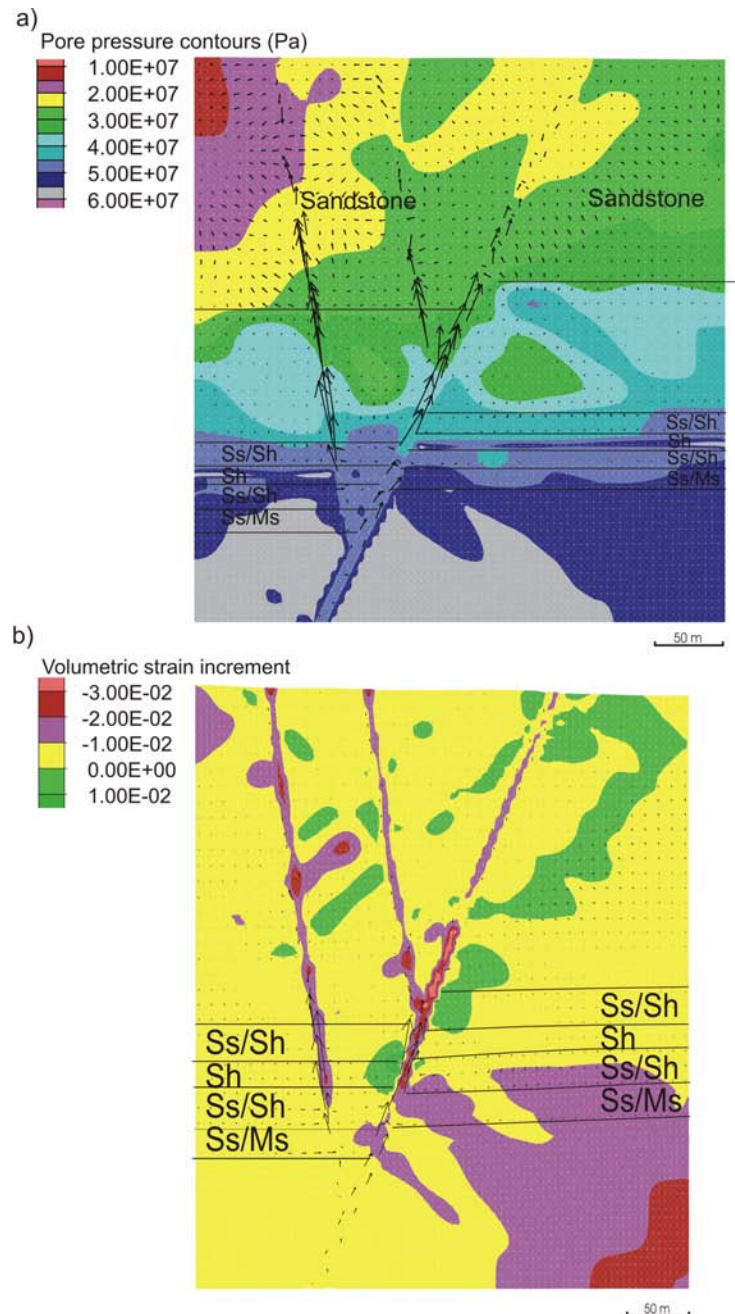 a)
Pore pressure contours (Pa)
1.00E+07
2.00E+07
3.00E+07
4.00E+07
5.00E+07
6.00E+07
Sandstone
Sandstone
Ss/Sh
Sh
Ss/Sh
Ss/Ms
Ss/Sh
Sh
Ss/Sh
Ss/Ms
50 m
b)
Volumetric strain increment
-3.00E-02
-2.00E-02
-1.00E-02
0.00E+00
1.00E-02
Ss/Sh
Sh
Ss/Sh
Ss/Ms
Ss/Sh
Sh
Ss/Sh
Ss/Ms
50 m